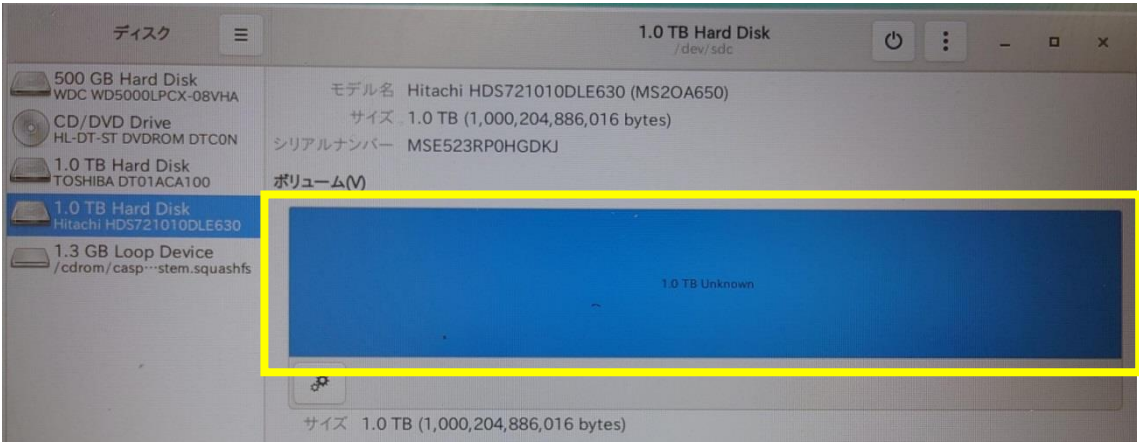 ディスク
1.0 TB Hard Disk
/dev/sdc
500 GB Hard Disk
WDC WD5000LPCX-08VHA
CD/DVD Drive
HL-DT-ST DVDROM DTC0N
1.0 TB Hard Disk
TOSHIBA DT01ACA100
1.0 TB Hard Disk
Hitachi HDS721010DLE630
1.3 GB Loop Device
/cdrom/casp…stem.squashfs
モデル名 Hitachi HDS721010DLE630 (MS2OA650)
サイズ 1.0 TB (1,000,204,886,016 bytes)
シリアルナンバー MSE523RP0HGDKJ
ボリューム(V)
1.0 TB Unknown
サイズ 1.0 TB (1,000,204,886,016 bytes)